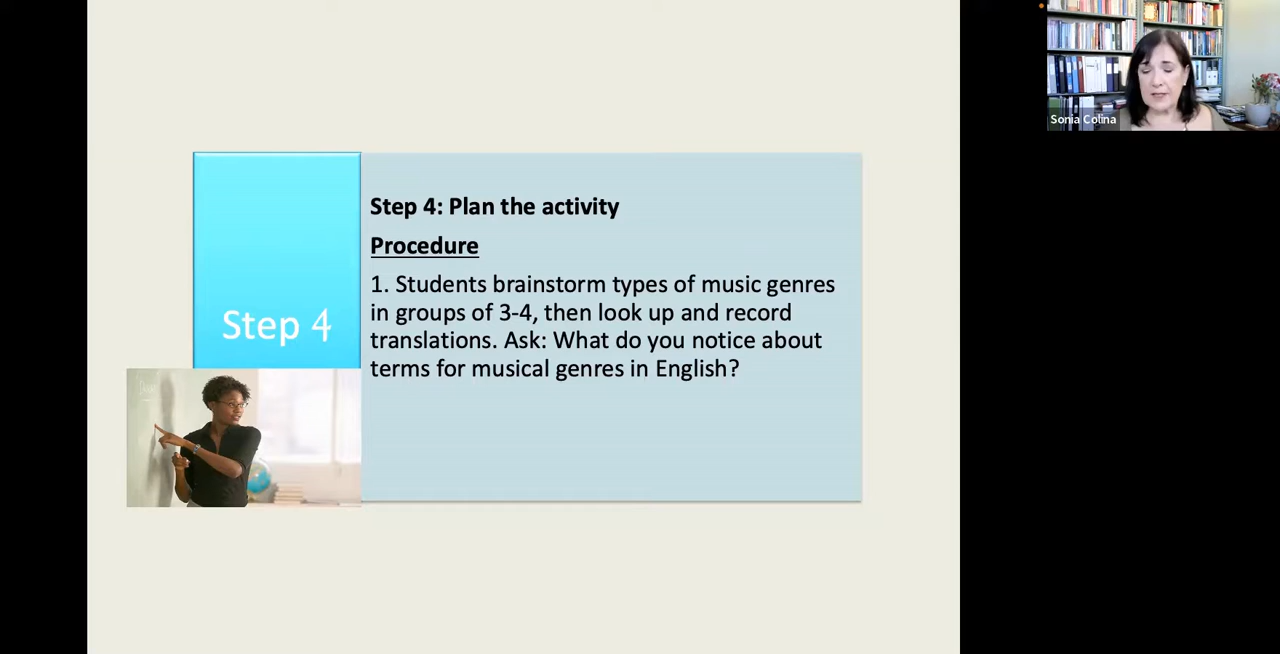 Sonia Colina
Step 4: Plan the activity
Procedure
1. Students brainstorm types of music genres
in groups of 3-4, then look up and record
translations. Ask: What do you notice about
terms for musical genres in English?
Step 4